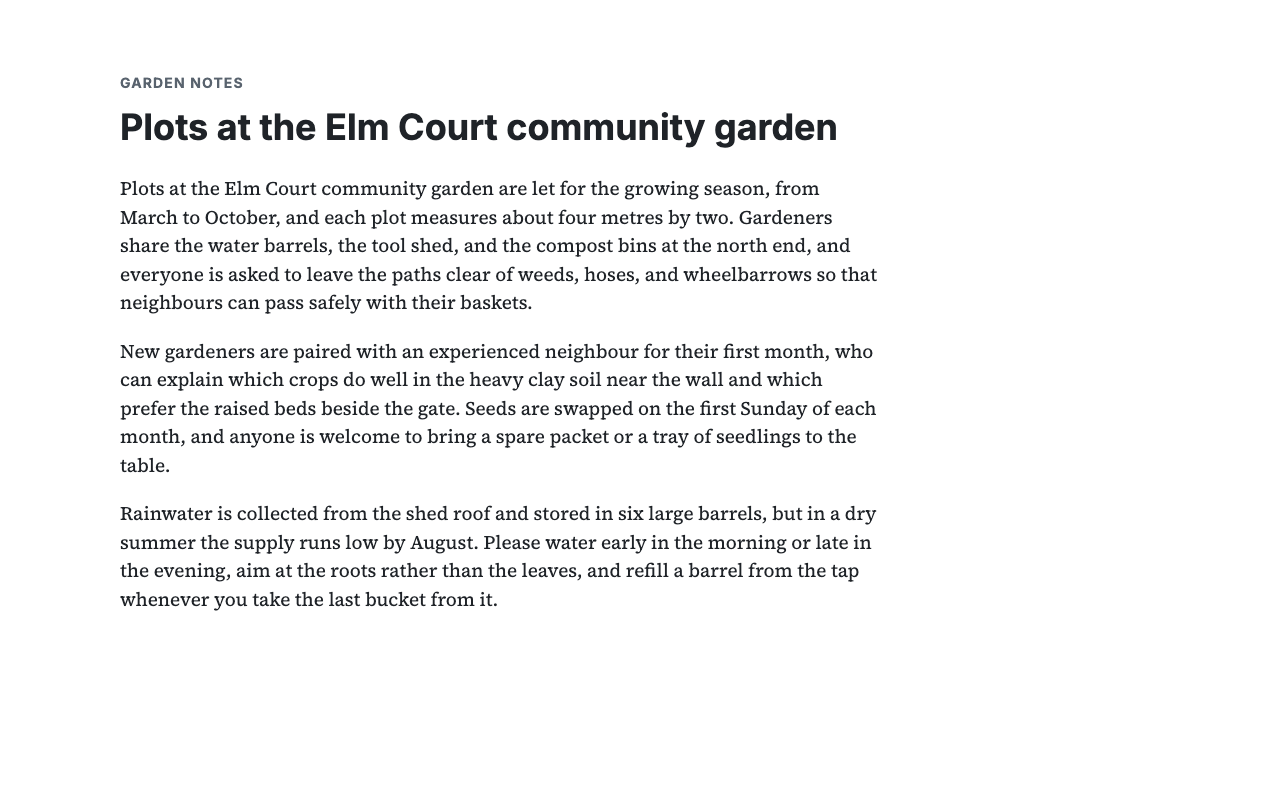 GARDEN NOTES
Plots at the Elm Court community garden
Plots at the Elm Court community garden are let for the growing season, from
March to October, and each plot measures about four metres by two. Gardeners
share the water barrels, the tool shed, and the compost bins at the north end, and
everyone is asked to leave the paths clear of weeds, hoses, and wheelbarrows so that
neighbours can pass safely with their baskets.
New gardeners are paired with an experienced neighbour for their first month, who
can explain which crops do well in the heavy clay soil near the wall and which
prefer the raised beds beside the gate. Seeds are swapped on the first Sunday of each
month, and anyone is welcome to bring a spare packet or a tray of seedlings to the
table.
Rainwater is collected from the shed roof and stored in six large barrels, but in a dry
summer the supply runs low by August. Please water early in the morning or late in
the evening, aim at the roots rather than the leaves, and refill a barrel from the tap
whenever you take the last bucket from it.